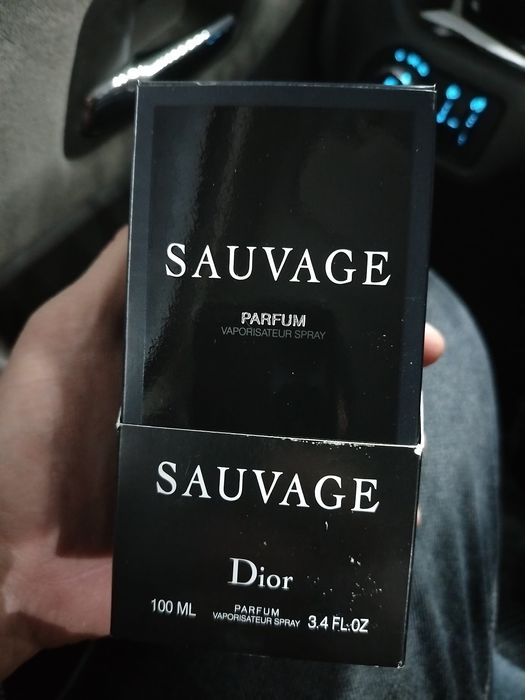 SAUVAGE
PARFUM
VAPORISATEUR SPRAY
SAUVAGE
Dior
100 ML PARFUM 3.4 FL.OZ
VAPORISATEUR SPRAY